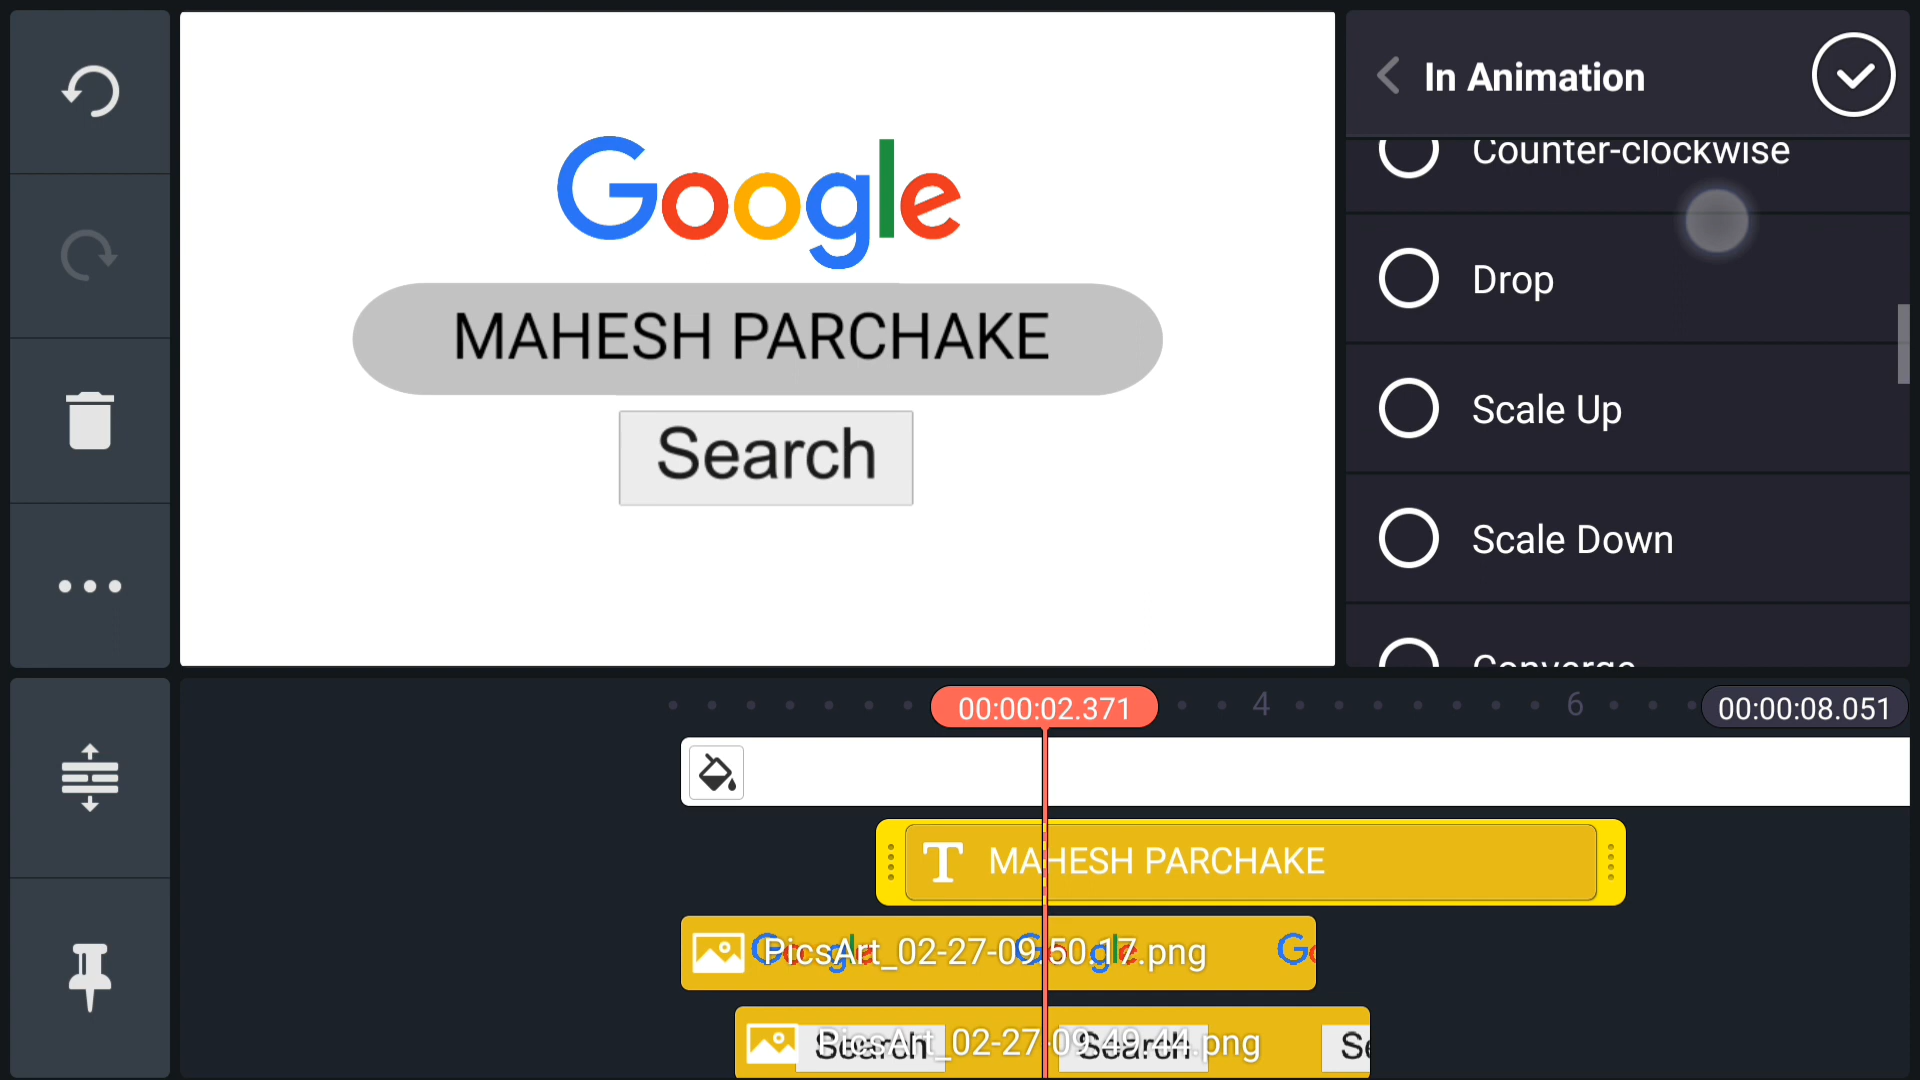 Google
MAHESH PARCHAKE
Search
In Animation
Counter-clockwise
Drop
Scale Up
Scale Down
Converge
00:00:02.371
4
6
00:00:08.051
T MAHESH PARCHAKE
PicsArt_02-27-09.50.17.png
PicsArt_02-27-09.49.44.png